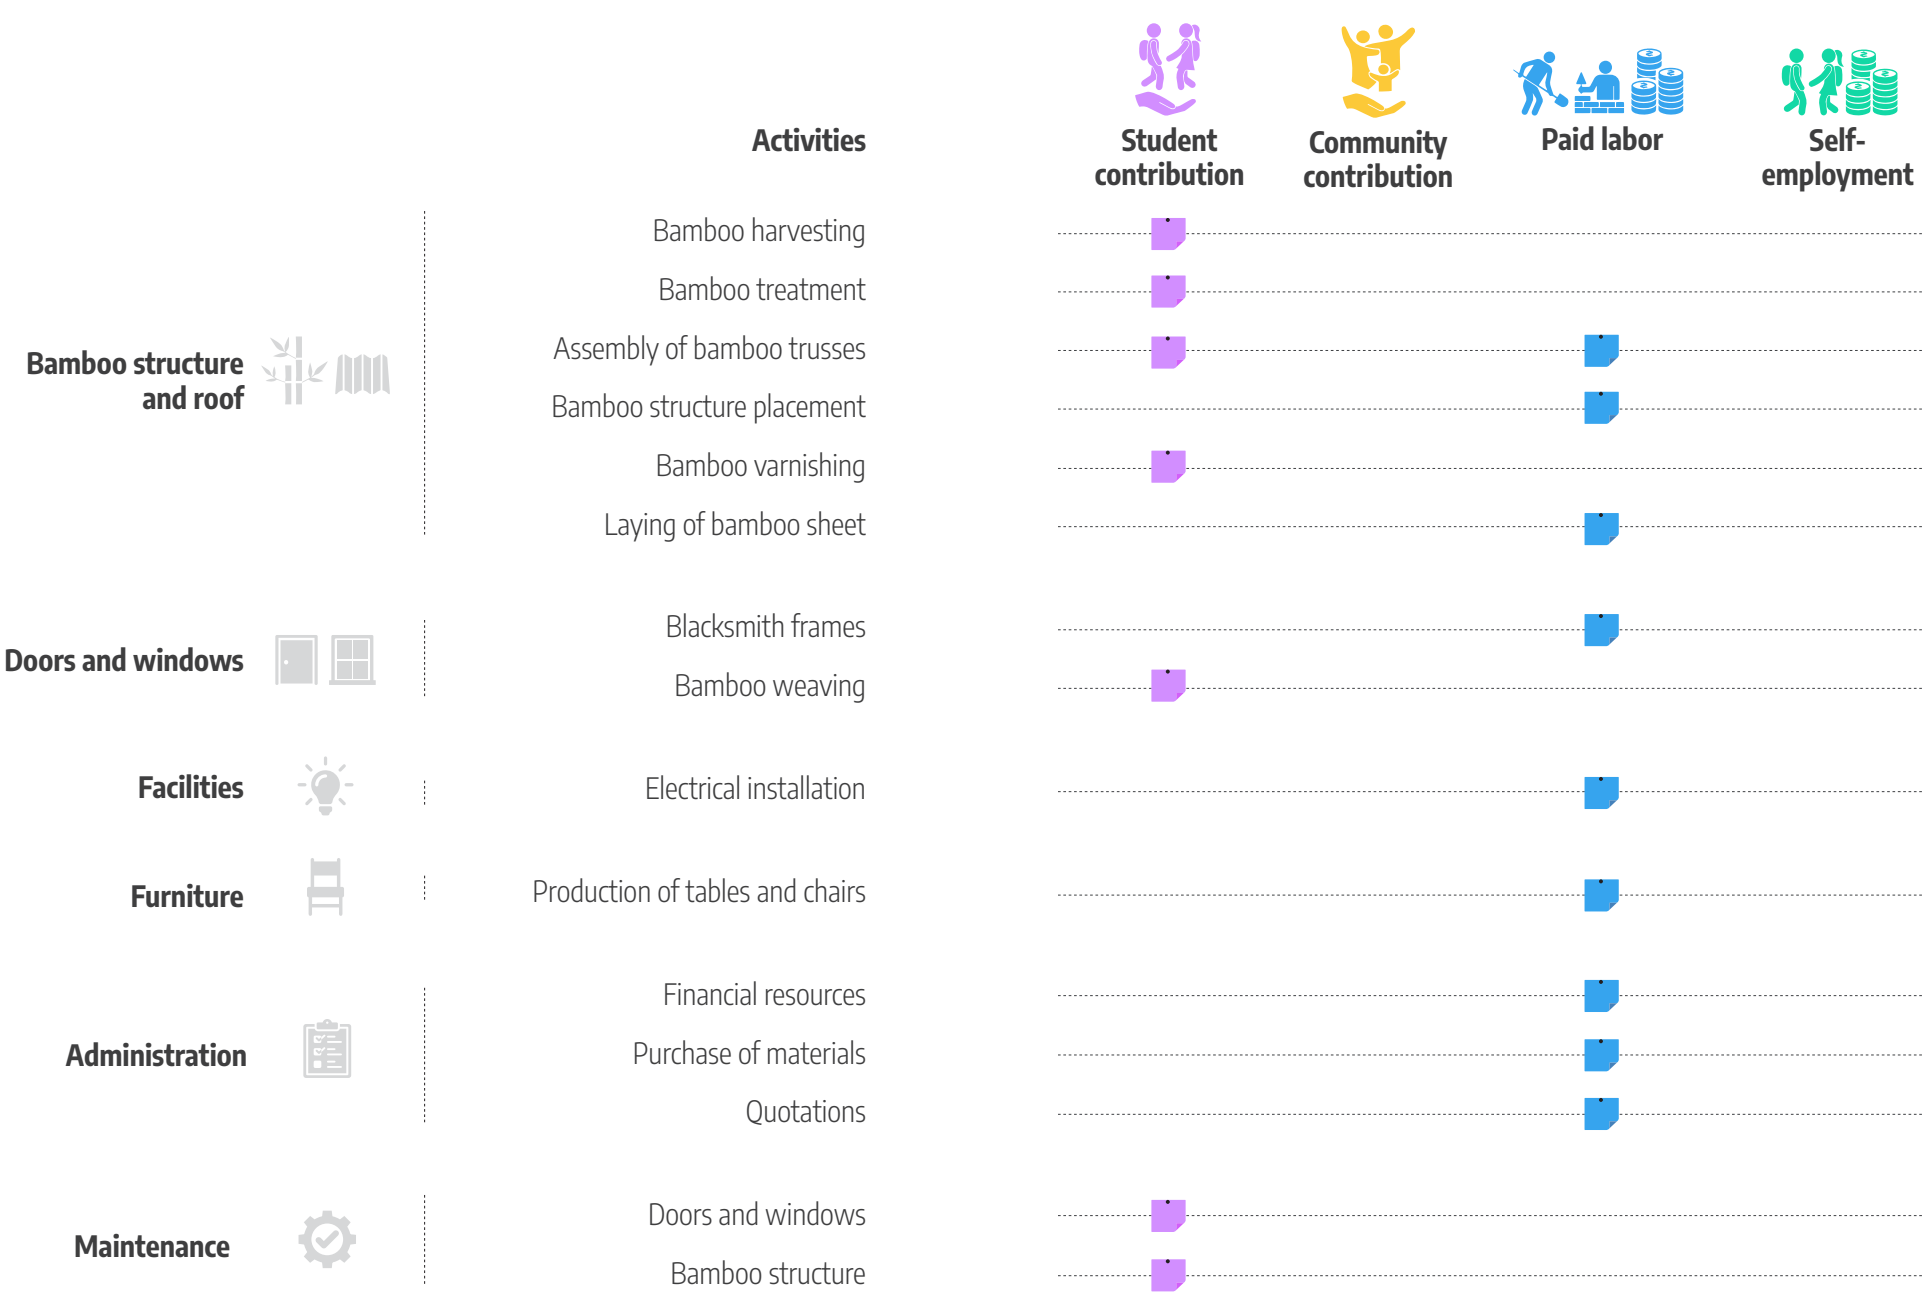 Activities
Student
contribution
Community
contribution
Paid labor
Self-
employment
Bamboo structure
and roof
Bamboo harvesting
Bamboo treatment
Assembly of bamboo trusses
Bamboo structure placement
Bamboo varnishing
Laying of bamboo sheet
Doors and windows
Blacksmith frames
Bamboo weaving
Facilities
Electrical installation
Furniture
Production of tables and chairs
Administration
Financial resources
Purchase of materials
Quotations
Maintenance
Doors and windows
Bamboo structure